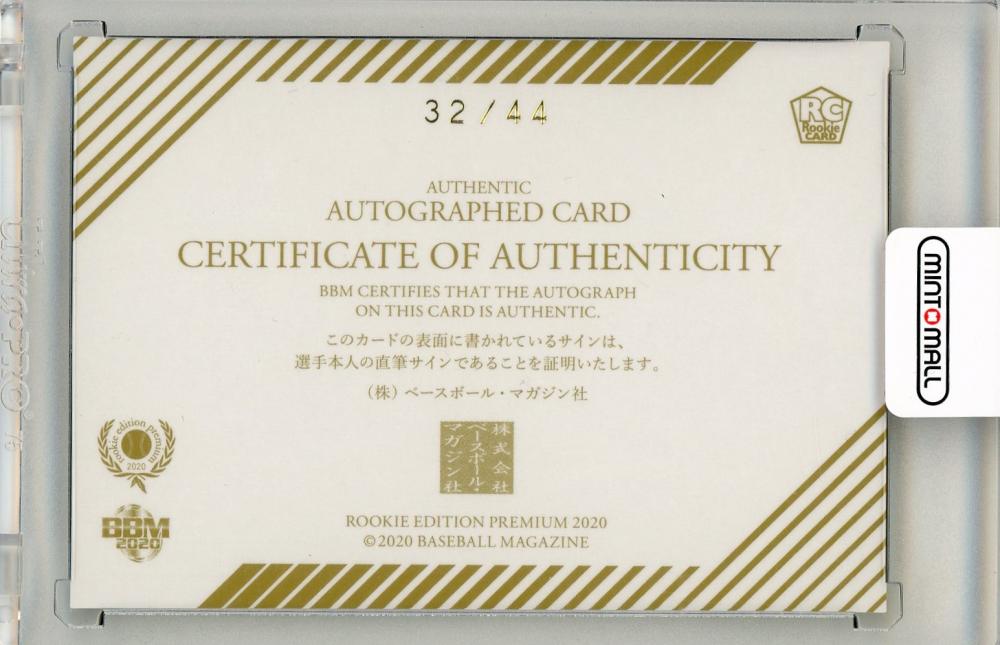 32/44
RC
Rookie
CARD
AUTHENTIC
AUTOGRAPHED CARD
CERTIFICATE OF AUTHENTICITY
BBM CERTIFIES THAT THE AUTOGRAPH
ON THIS CARD IS AUTHENTIC.
このカードの表面に書かれているサインは、
選手本人の直筆サインであることを証明いたします。
（株）ベースボール・マガジン社
MINTMALL
rookie edition premium
2020
株式会社
ベースボール・
マガジン社
BBM
2020
ROOKIE EDITION PREMIUM 2020
©2020 BASEBALL MAGAZINE